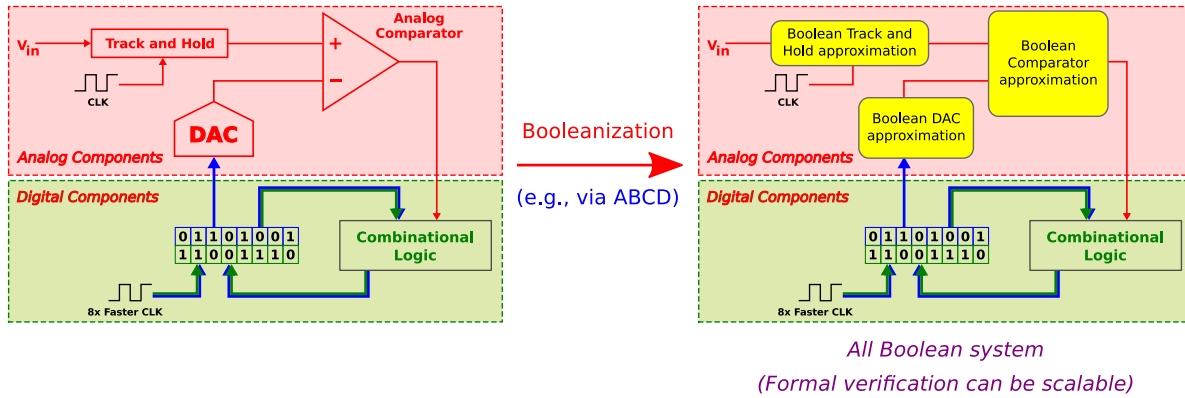 Analog
Comparator
V_in
Track and Hold
+
−
CLK
DAC
Analog Components
Digital Components
0 1 1 0 1 0 0 1
1 1 0 0 1 1 1 0
Combinational
Logic
8x Faster CLK
Booleanization
(e.g., via ABCD)
V_in
Boolean Track and
Hold approximation
Boolean
Comparator
approximation
CLK
Boolean DAC
approximation
Analog Components
Digital Components
0 1 1 0 1 0 0 1
1 1 0 0 1 1 1 0
Combinational
Logic
8x Faster CLK
All Boolean system
(Formal verification can be scalable)